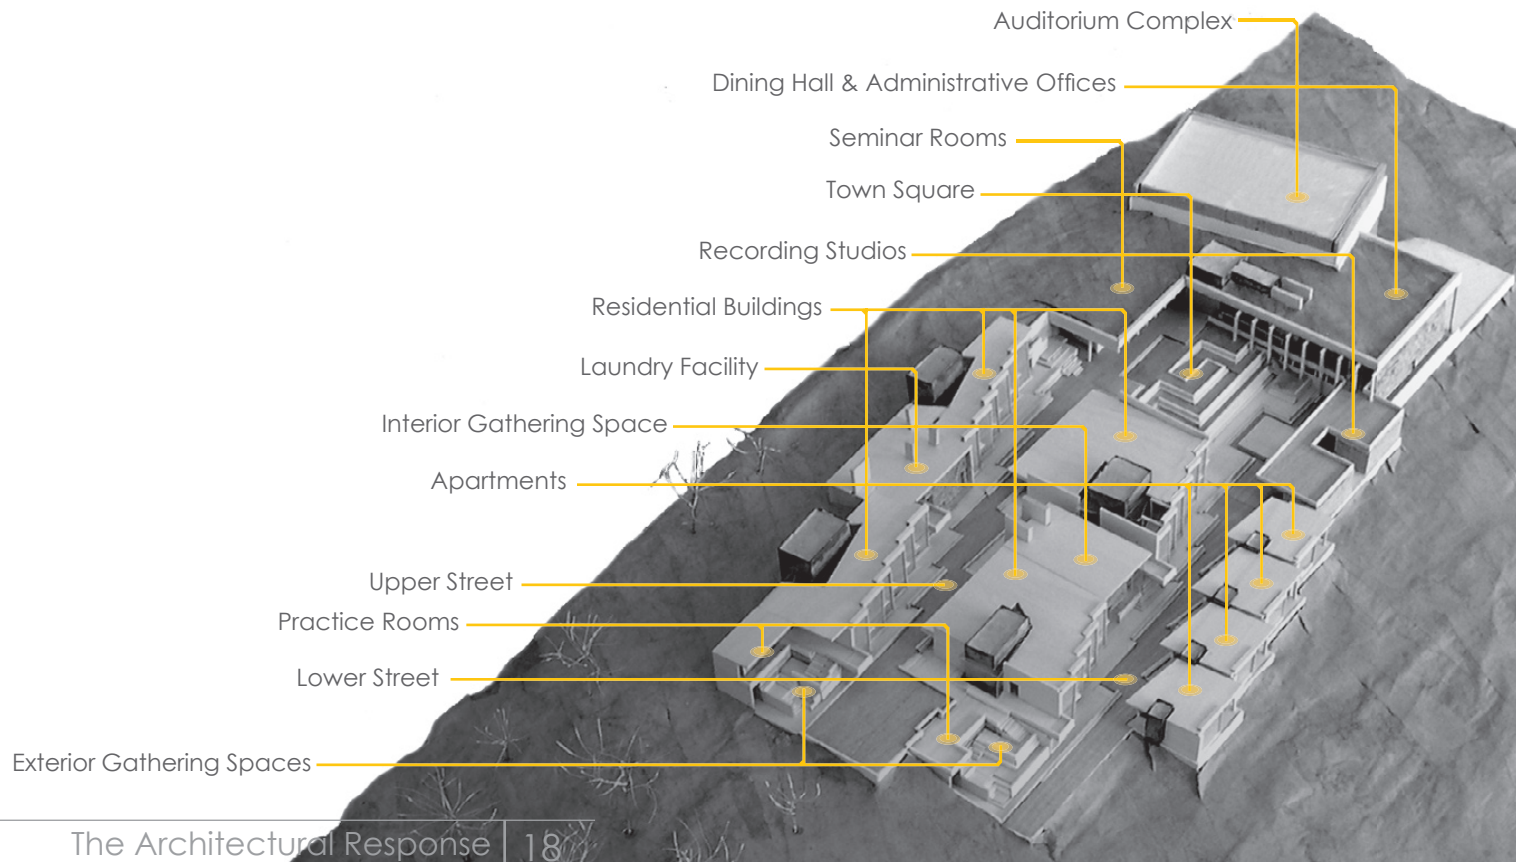 Auditorium Complex
Dining Hall & Administrative Offices
Seminar Rooms
Town Square
Recording Studios
Residential Buildings
Laundry Facility
Interior Gathering Space
Apartments
Upper Street
Practice Rooms
Lower Street
Exterior Gathering Spaces
The Architectural Response | 18